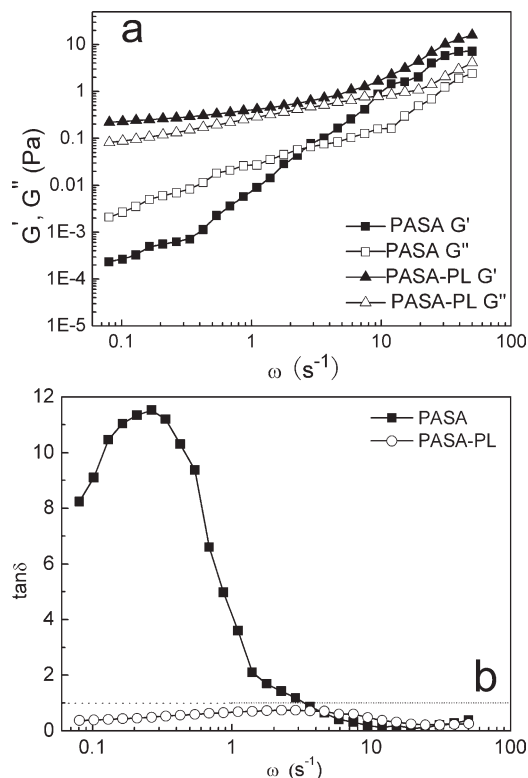 a
10
1
0.1
0.01
1E-3
1E-4
1E-5
G', G'' (Pa)
PASA G'
PASA G''
PASA-PL G'
PASA-PL G''
0.1 1 10 100
ω (s⁻¹)
12
10
8
6
4
2
0
tanδ
PASA
PASA-PL
b
0.1 1 10 100
ω (s⁻¹)